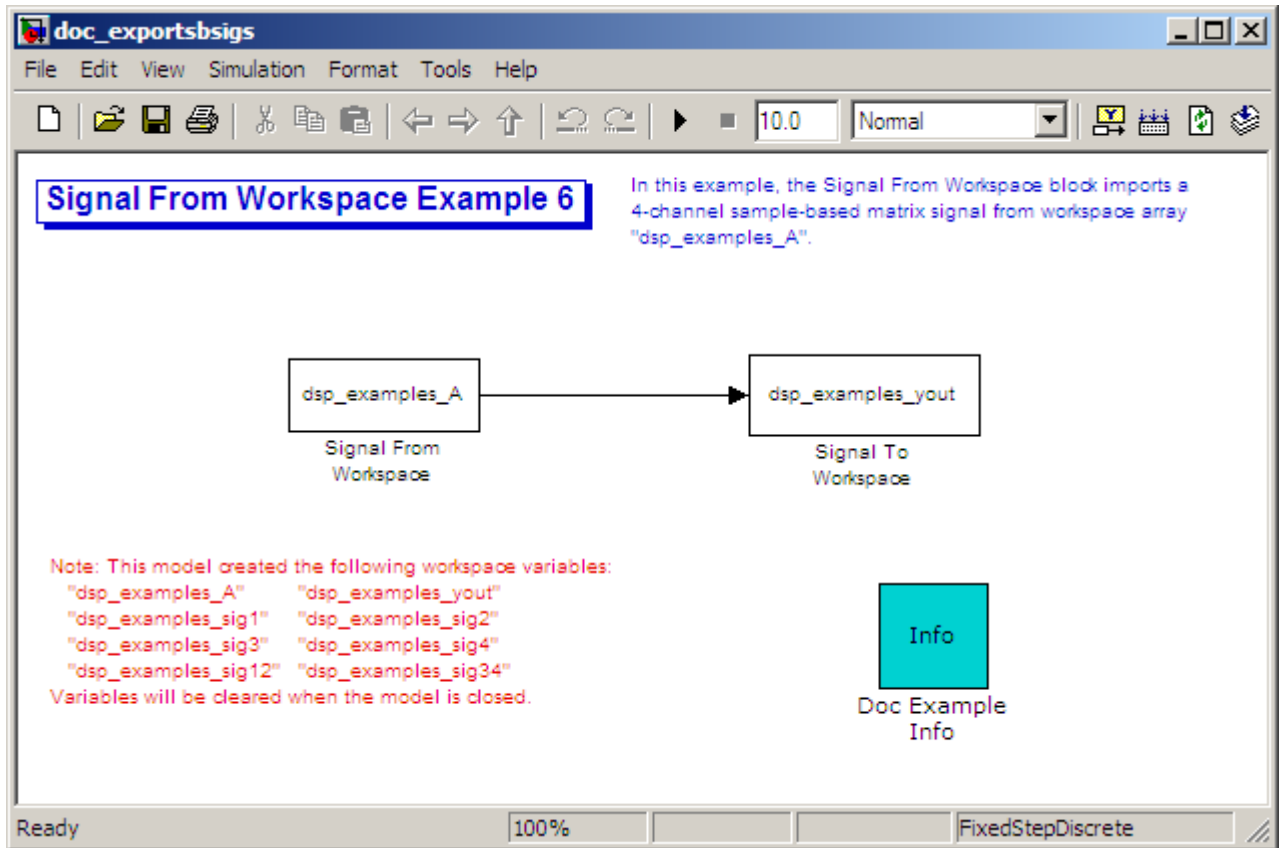 doc_exportsbsigs
File Edit View Simulation Format Tools Help
10.0 Normal
Signal From Workspace Example 6
In this example, the Signal From Workspace block imports a
4-channel sample-based matrix signal from workspace array
"dsp_examples_A".
dsp_examples_A
Signal From
Workspace
dsp_examples_yout
Signal To
Workspace
Note: This model created the following workspace variables:
"dsp_examples_A" "dsp_examples_yout"
"dsp_examples_sig1" "dsp_examples_sig2"
"dsp_examples_sig3" "dsp_examples_sig4"
"dsp_examples_sig12" "dsp_examples_sig34"
Variables will be cleared when the model is closed.
Info
Doc Example
Info
Ready 100% FixedStepDiscrete